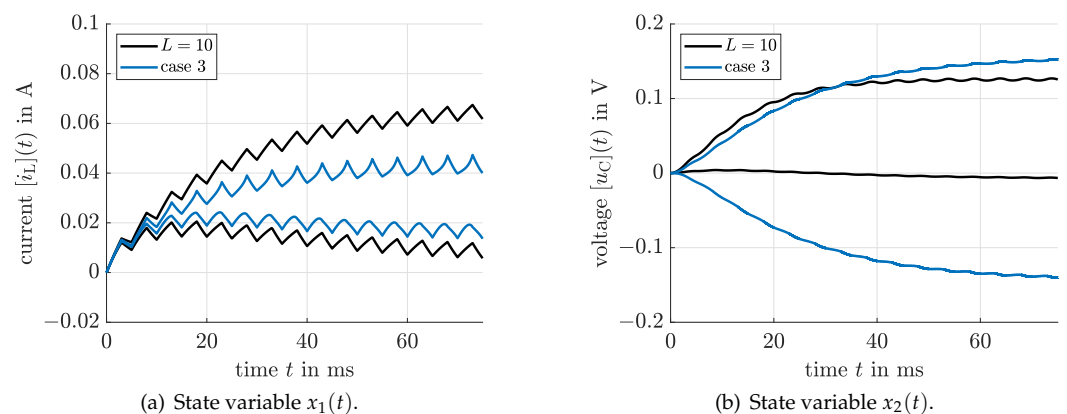 0.1
0.08
0.06
0.04
0.02
0
−0.02
current [i_L](t) in A
L = 10
case 3
0 20 40 60
time t in ms
(a) State variable x₁(t).
0.2
0.1
0
−0.1
−0.2
voltage [u_C](t) in V
L = 10
case 3
0 20 40 60
time t in ms
(b) State variable x₂(t).